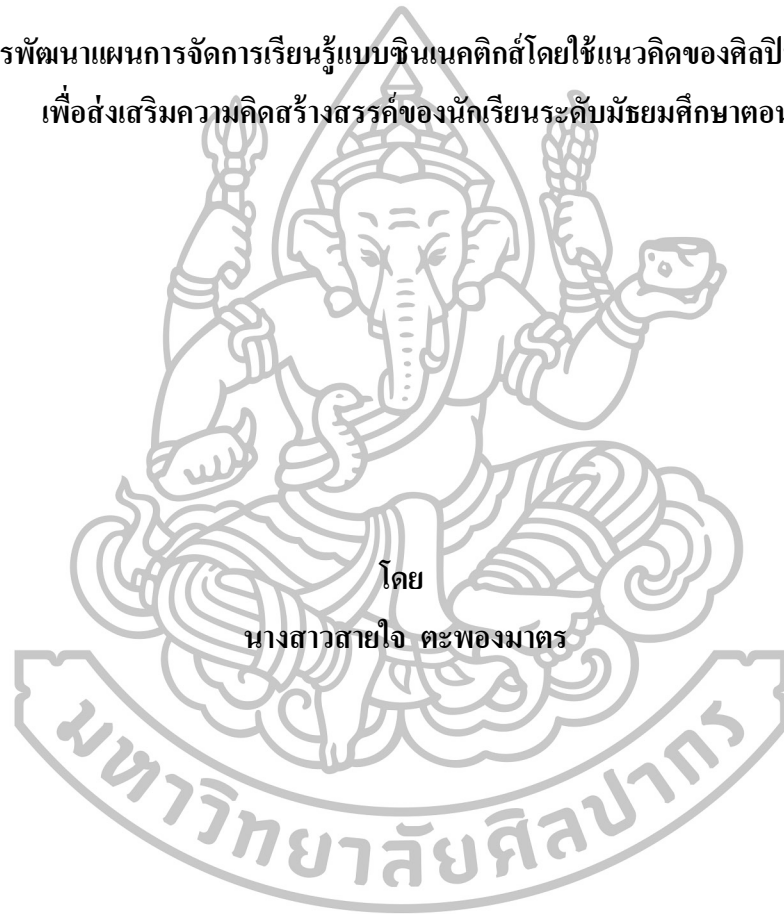 รพัฒนาแผนการจัดการเรียนรู้แบบซินเนคติกส์โดยใช้แนวคิดของศิลปิ
เพื่อส่งเสริมความคิดสร้างสรรค์ของนักเรียนระดับมัธยมศึกษาตอน
โดย
นางสาวสายใจ ตะพองมาตร
มหาวิทยาลัยศิลปากร